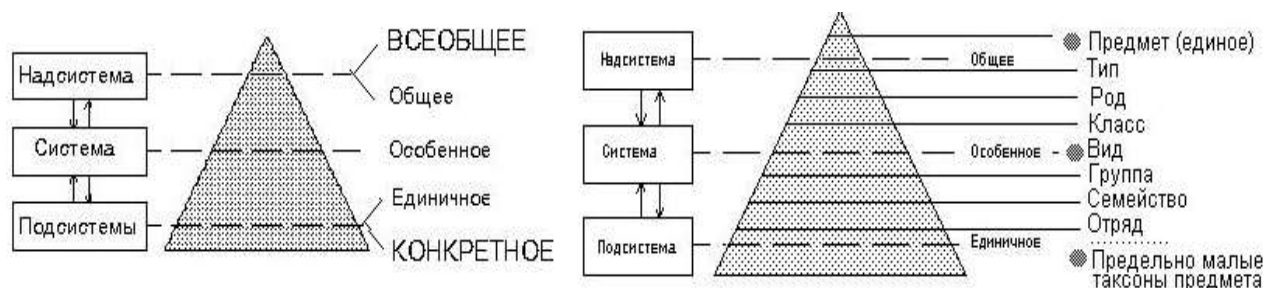 Надсистема
Система
Подсистемы
ВСЕОБЩЕЕ
Общее
Особенное
Единичное
КОНКРЕТНОЕ
Надсистема
Система
Подсистема
Общее
Особенное
Единичное
Предмет (единое)
Тип
Род
Класс
Вид
Группа
Семейство
Отряд
Предельно малые
таксоны предмета